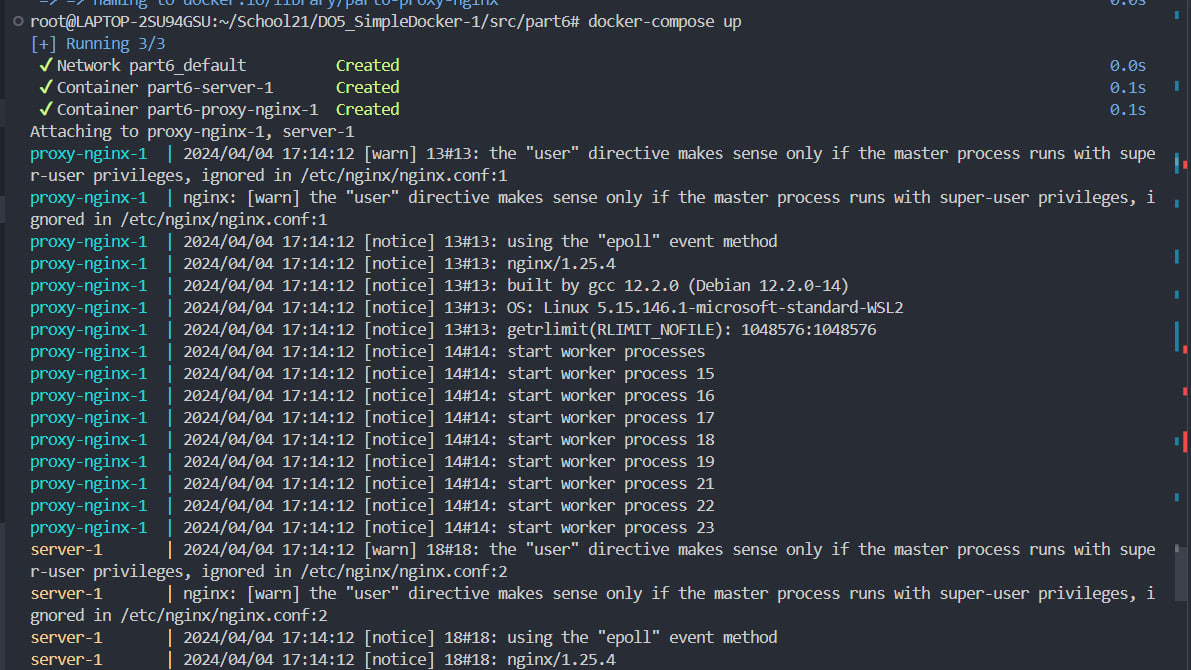 => => naming to docker.io/library/part6-proxy-nginx 0.0s
root@LAPTOP-2SU94GSU:~/School21/DO5_SimpleDocker-1/src/part6# docker-compose up
[+] Running 3/3
✓ Network part6_default Created 0.0s
✓ Container part6-server-1 Created 0.1s
✓ Container part6-proxy-nginx-1 Created 0.1s
Attaching to proxy-nginx-1, server-1
proxy-nginx-1 | 2024/04/04 17:14:12 [warn] 13#13: the "user" directive makes sense only if the master process runs with supe
r-user privileges, ignored in /etc/nginx/nginx.conf:1
proxy-nginx-1 | nginx: [warn] the "user" directive makes sense only if the master process runs with super-user privileges, i
gnored in /etc/nginx/nginx.conf:1
proxy-nginx-1 | 2024/04/04 17:14:12 [notice] 13#13: using the "epoll" event method
proxy-nginx-1 | 2024/04/04 17:14:12 [notice] 13#13: nginx/1.25.4
proxy-nginx-1 | 2024/04/04 17:14:12 [notice] 13#13: built by gcc 12.2.0 (Debian 12.2.0-14)
proxy-nginx-1 | 2024/04/04 17:14:12 [notice] 13#13: OS: Linux 5.15.146.1-microsoft-standard-WSL2
proxy-nginx-1 | 2024/04/04 17:14:12 [notice] 13#13: getrlimit(RLIMIT_NOFILE): 1048576:1048576
proxy-nginx-1 | 2024/04/04 17:14:12 [notice] 14#14: start worker processes
proxy-nginx-1 | 2024/04/04 17:14:12 [notice] 14#14: start worker process 15
proxy-nginx-1 | 2024/04/04 17:14:12 [notice] 14#14: start worker process 16
proxy-nginx-1 | 2024/04/04 17:14:12 [notice] 14#14: start worker process 17
proxy-nginx-1 | 2024/04/04 17:14:12 [notice] 14#14: start worker process 18
proxy-nginx-1 | 2024/04/04 17:14:12 [notice] 14#14: start worker process 19
proxy-nginx-1 | 2024/04/04 17:14:12 [notice] 14#14: start worker process 21
proxy-nginx-1 | 2024/04/04 17:14:12 [notice] 14#14: start worker process 22
proxy-nginx-1 | 2024/04/04 17:14:12 [notice] 14#14: start worker process 23
server-1 | 2024/04/04 17:14:12 [warn] 18#18: the "user" directive makes sense only if the master process runs with supe
r-user privileges, ignored in /etc/nginx/nginx.conf:2
server-1 | nginx: [warn] the "user" directive makes sense only if the master process runs with super-user privileges, i
gnored in /etc/nginx/nginx.conf:2
server-1 | 2024/04/04 17:14:12 [notice] 18#18: using the "epoll" event method
server-1 | 2024/04/04 17:14:12 [notice] 18#18: nginx/1.25.4